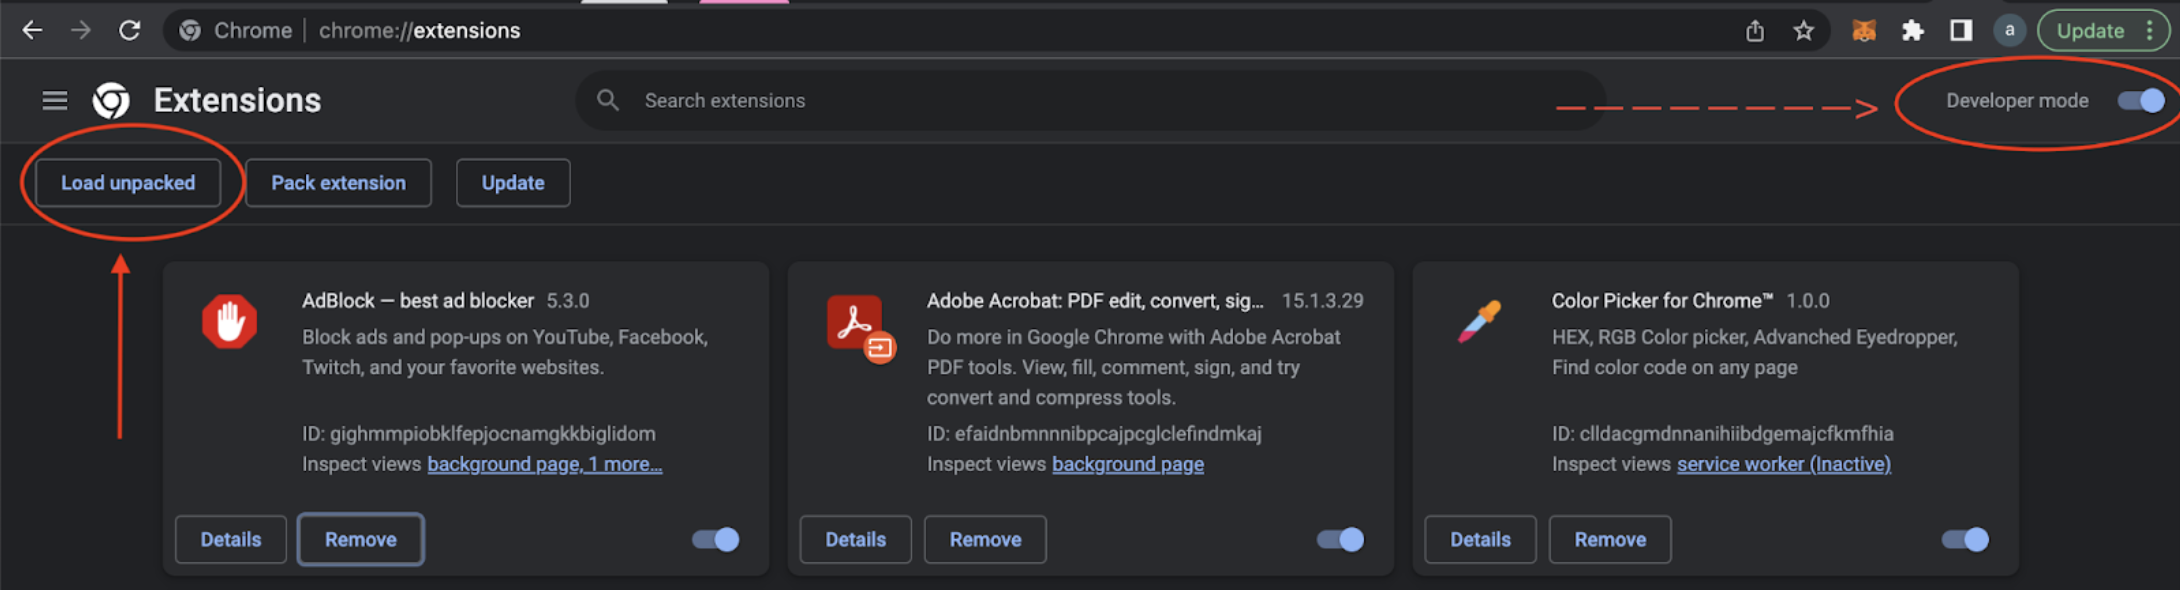 Chrome | chrome://extensions
a
Update
Extensions
Search extensions
Developer mode
Load unpacked
Pack extension
Update
AdBlock — best ad blocker 5.3.0
Block ads and pop-ups on YouTube, Facebook,
Twitch, and your favorite websites.
ID: gighmmpiobklfepjocnamgkkbiglidom
Inspect views background page, 1 more...
Details
Remove
Adobe Acrobat: PDF edit, convert, sig... 15.1.3.29
Do more in Google Chrome with Adobe Acrobat
PDF tools. View, fill, comment, sign, and try
convert and compress tools.
ID: efaidnbmnnnibpcajpcglclefindmkaj
Inspect views background page
Details
Remove
Color Picker for Chrome™ 1.0.0
HEX, RGB Color picker, Advanched Eyedropper,
Find color code on any page
ID: clldacgmdnnanihiibdgemajcfkmfhia
Inspect views service worker (Inactive)
Details
Remove